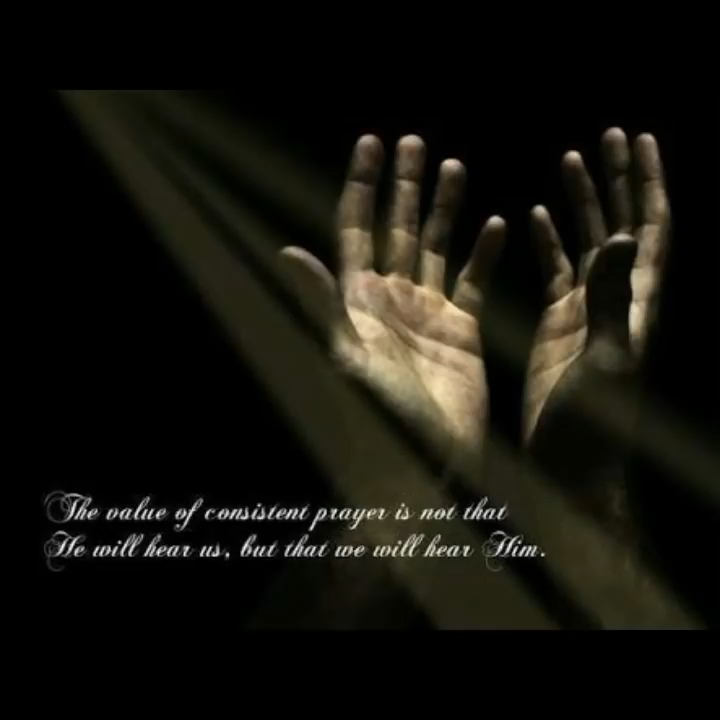 The value of consistent prayer is not that
He will hear us, but that we will hear Him.